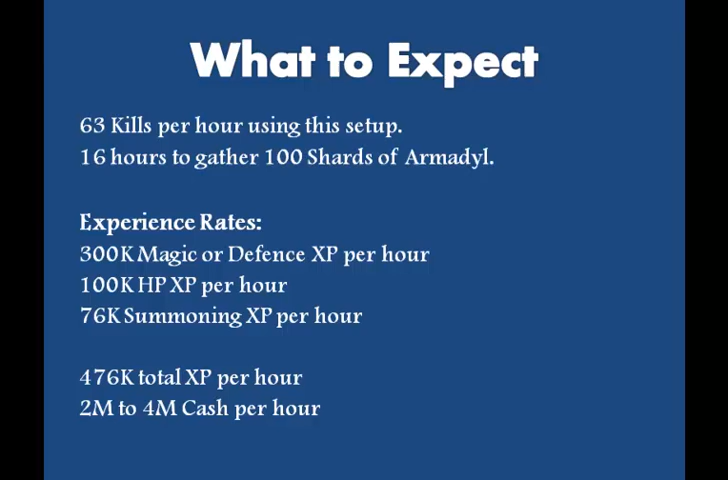 What to Expect
63 Kills per hour using this setup.
16 hours to gather 100 Shards of Armadyl.
Experience Rates:
300K Magic or Defence XP per hour
100K HP XP per hour
76K Summoning XP per hour
476K total XP per hour
2M to 4M Cash per hour